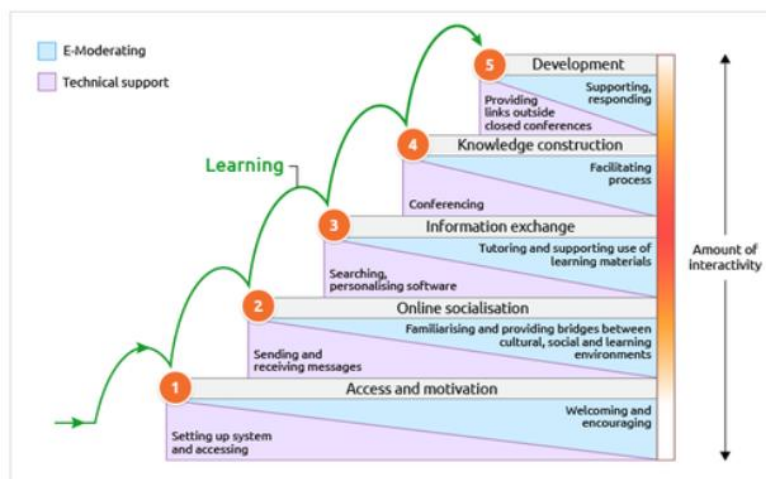 E-Moderating
Technical support
Learning
5
Development
Supporting,
responding
Providing
links outside
closed conferences
4
Knowledge construction
Facilitating
process
Conferencing
3
Information exchange
Tutoring and supporting use of
learning materials
Searching,
personalising software
2
Online socialisation
Familiarising and providing bridges between
cultural, social and learning
environments
Sending and
receiving messages
1
Access and motivation
Welcoming and
encouraging
Setting up system
and accessing
Amount of
interactivity